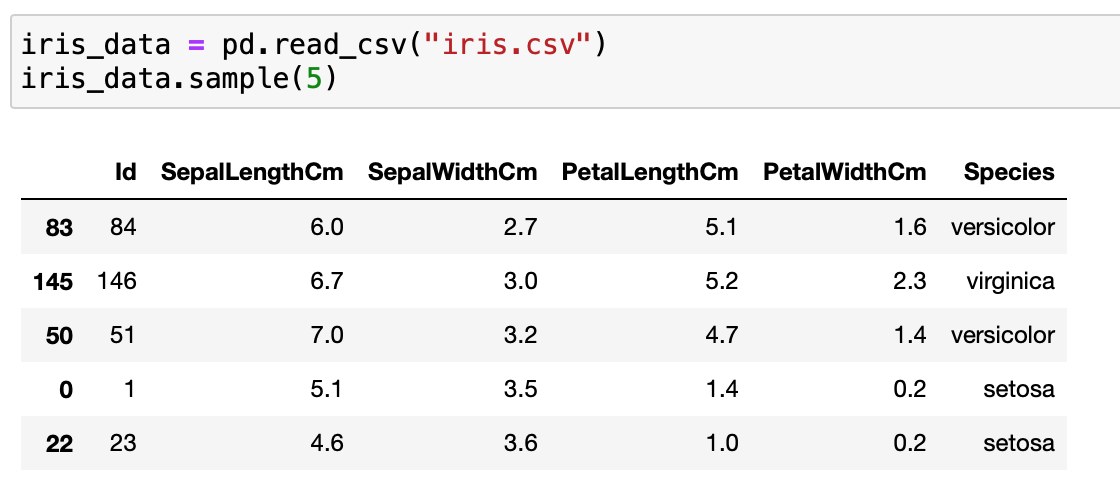 iris_data = pd.read_csv("iris.csv")
iris_data.sample(5)
Id SepalLengthCm SepalWidthCm PetalLengthCm PetalWidthCm Species
83 84 6.0 2.7 5.1 1.6 versicolor
145 146 6.7 3.0 5.2 2.3 virginica
50 51 7.0 3.2 4.7 1.4 versicolor
0 1 5.1 3.5 1.4 0.2 setosa
22 23 4.6 3.6 1.0 0.2 setosa